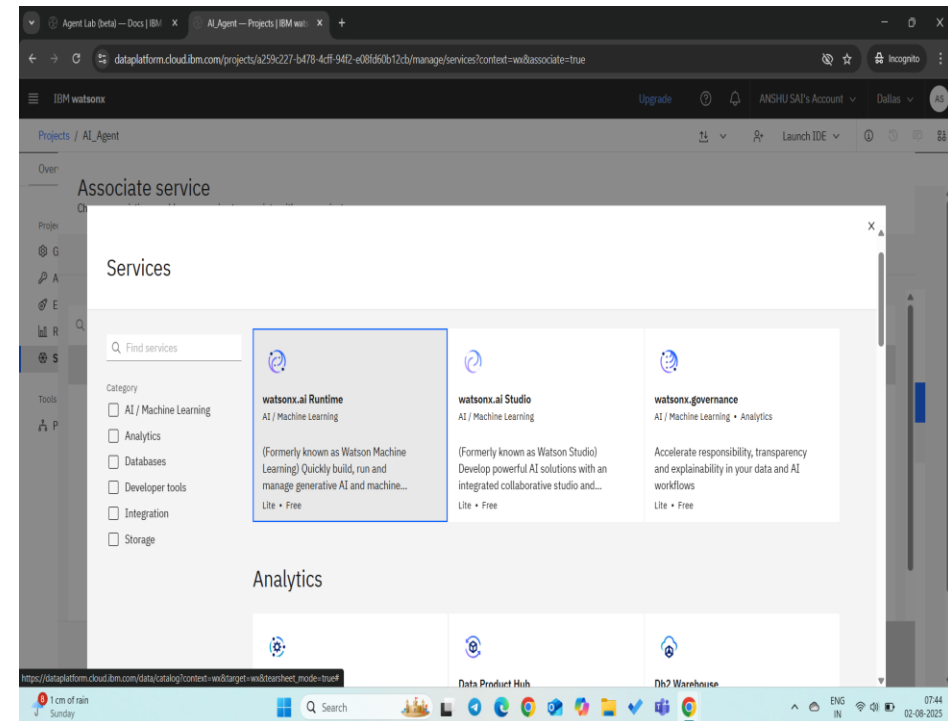 Agent Lab (beta) — Docs | IBM
AI_Agent — Projects | IBM wats
dataplatform.cloud.ibm.com/projects/a259c227-b478-4cff-94f2-e08fd60b12cb/manage/services?context=wx&associate=true
Incognito
IBM watsonx
Upgrade
ANSHU SAI's Account
Dallas
AS
Projects / AI_Agent
Launch IDE
Over
Associate service
Projec
G
A
E
R
S
Tools
P
Services
Find services
Category
AI / Machine Learning
Analytics
Databases
Developer tools
Integration
Storage
watsonx.ai Runtime
AI / Machine Learning
(Formerly known as Watson Machine
Learning) Quickly build, run and
manage generative AI and machine...
Lite • Free
watsonx.ai Studio
AI / Machine Learning
(Formerly known as Watson Studio)
Develop powerful AI solutions with an
integrated collaborative studio and...
Lite • Free
watsonx.governance
AI / Machine Learning • Analytics
Accelerate responsibility, transparency
and explainability in your data and AI
workflows
Lite • Free
Analytics
Data Product Hub
Db2 Warehouse
https://dataplatform.cloud.ibm.com/data/catalog?context=wx&target=wx&tearsheet_mode=true#
8
1 cm of rain
Sunday
Search
ENG
IN
07:44
02-08-2025